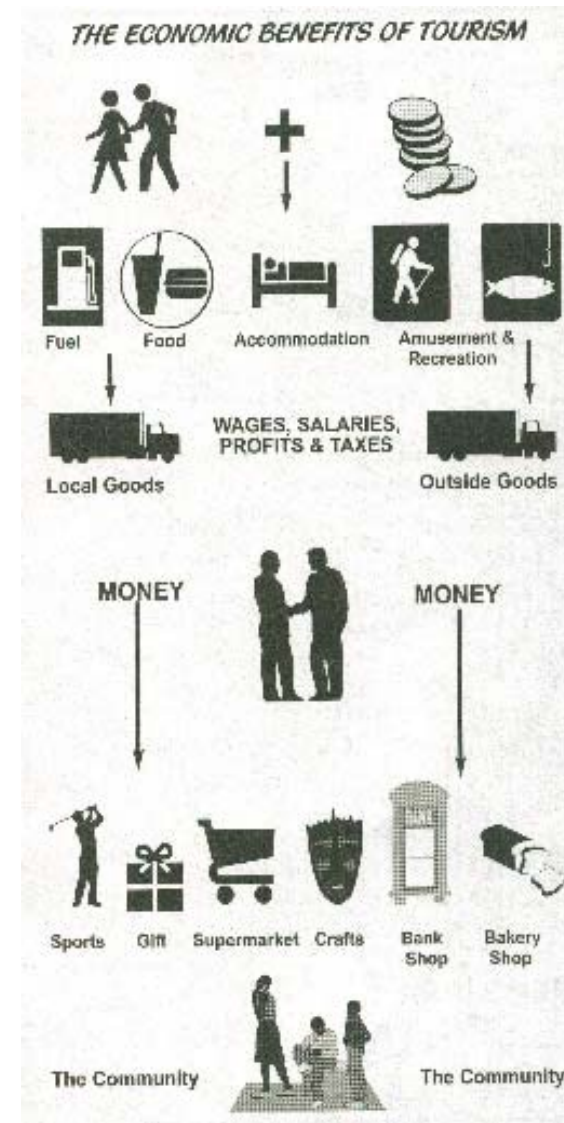 THE ECONOMIC BENEFITS OF TOURISM
Fuel
Food
Accommodation
Amusement &
Recreation
WAGES, SALARIES,
PROFITS & TAXES
Local Goods
Outside Goods
MONEY
MONEY
Sports
Gift
Supermarket
Crafts
Bank
Shop
Bakery
Shop
The Community
The Community